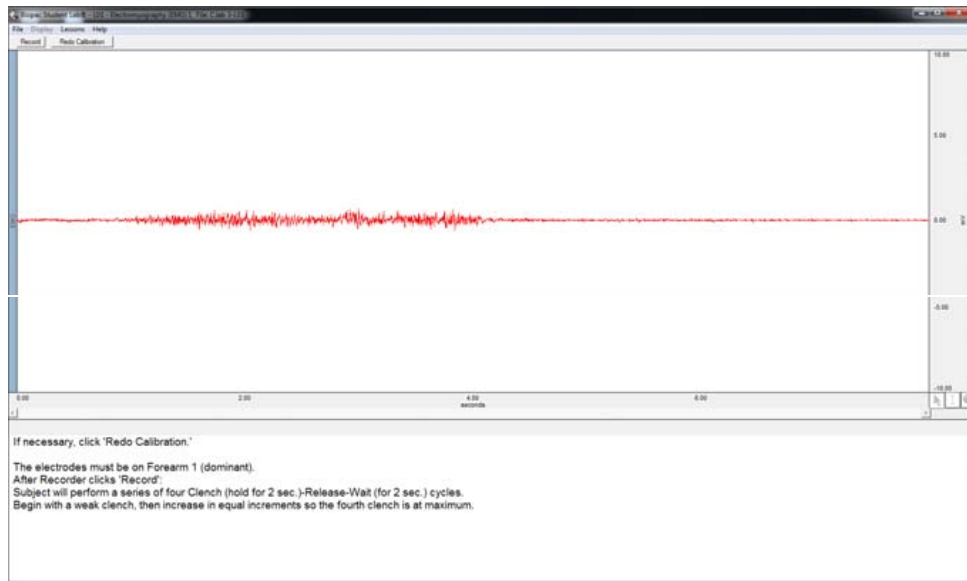 Biopac Student Lab
File Display Lessons Help
Record Redo Calibration
10.00
5.00
0.00
mV
-5.00
-10.00
0.00 2.00 4.00 6.00
seconds
If necessary, click 'Redo Calibration.'
The electrodes must be on Forearm 1 (dominant).
After Recorder clicks 'Record':
Subject will perform a series of four Clench (hold for 2 sec.)-Release-Wait (for 2 sec.) cycles.
Begin with a weak clench, then increase in equal increments so the fourth clench is at maximum.